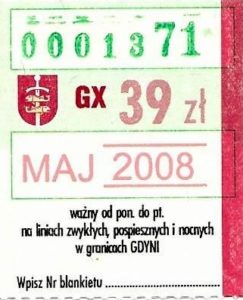 0001371
GX 39 zł
MAJ 2008
ważny od pon. do pt.
na liniach zwykłych, pospiesznych i nocnych
w granicach GDYNI
Wpisz Nr blankietu